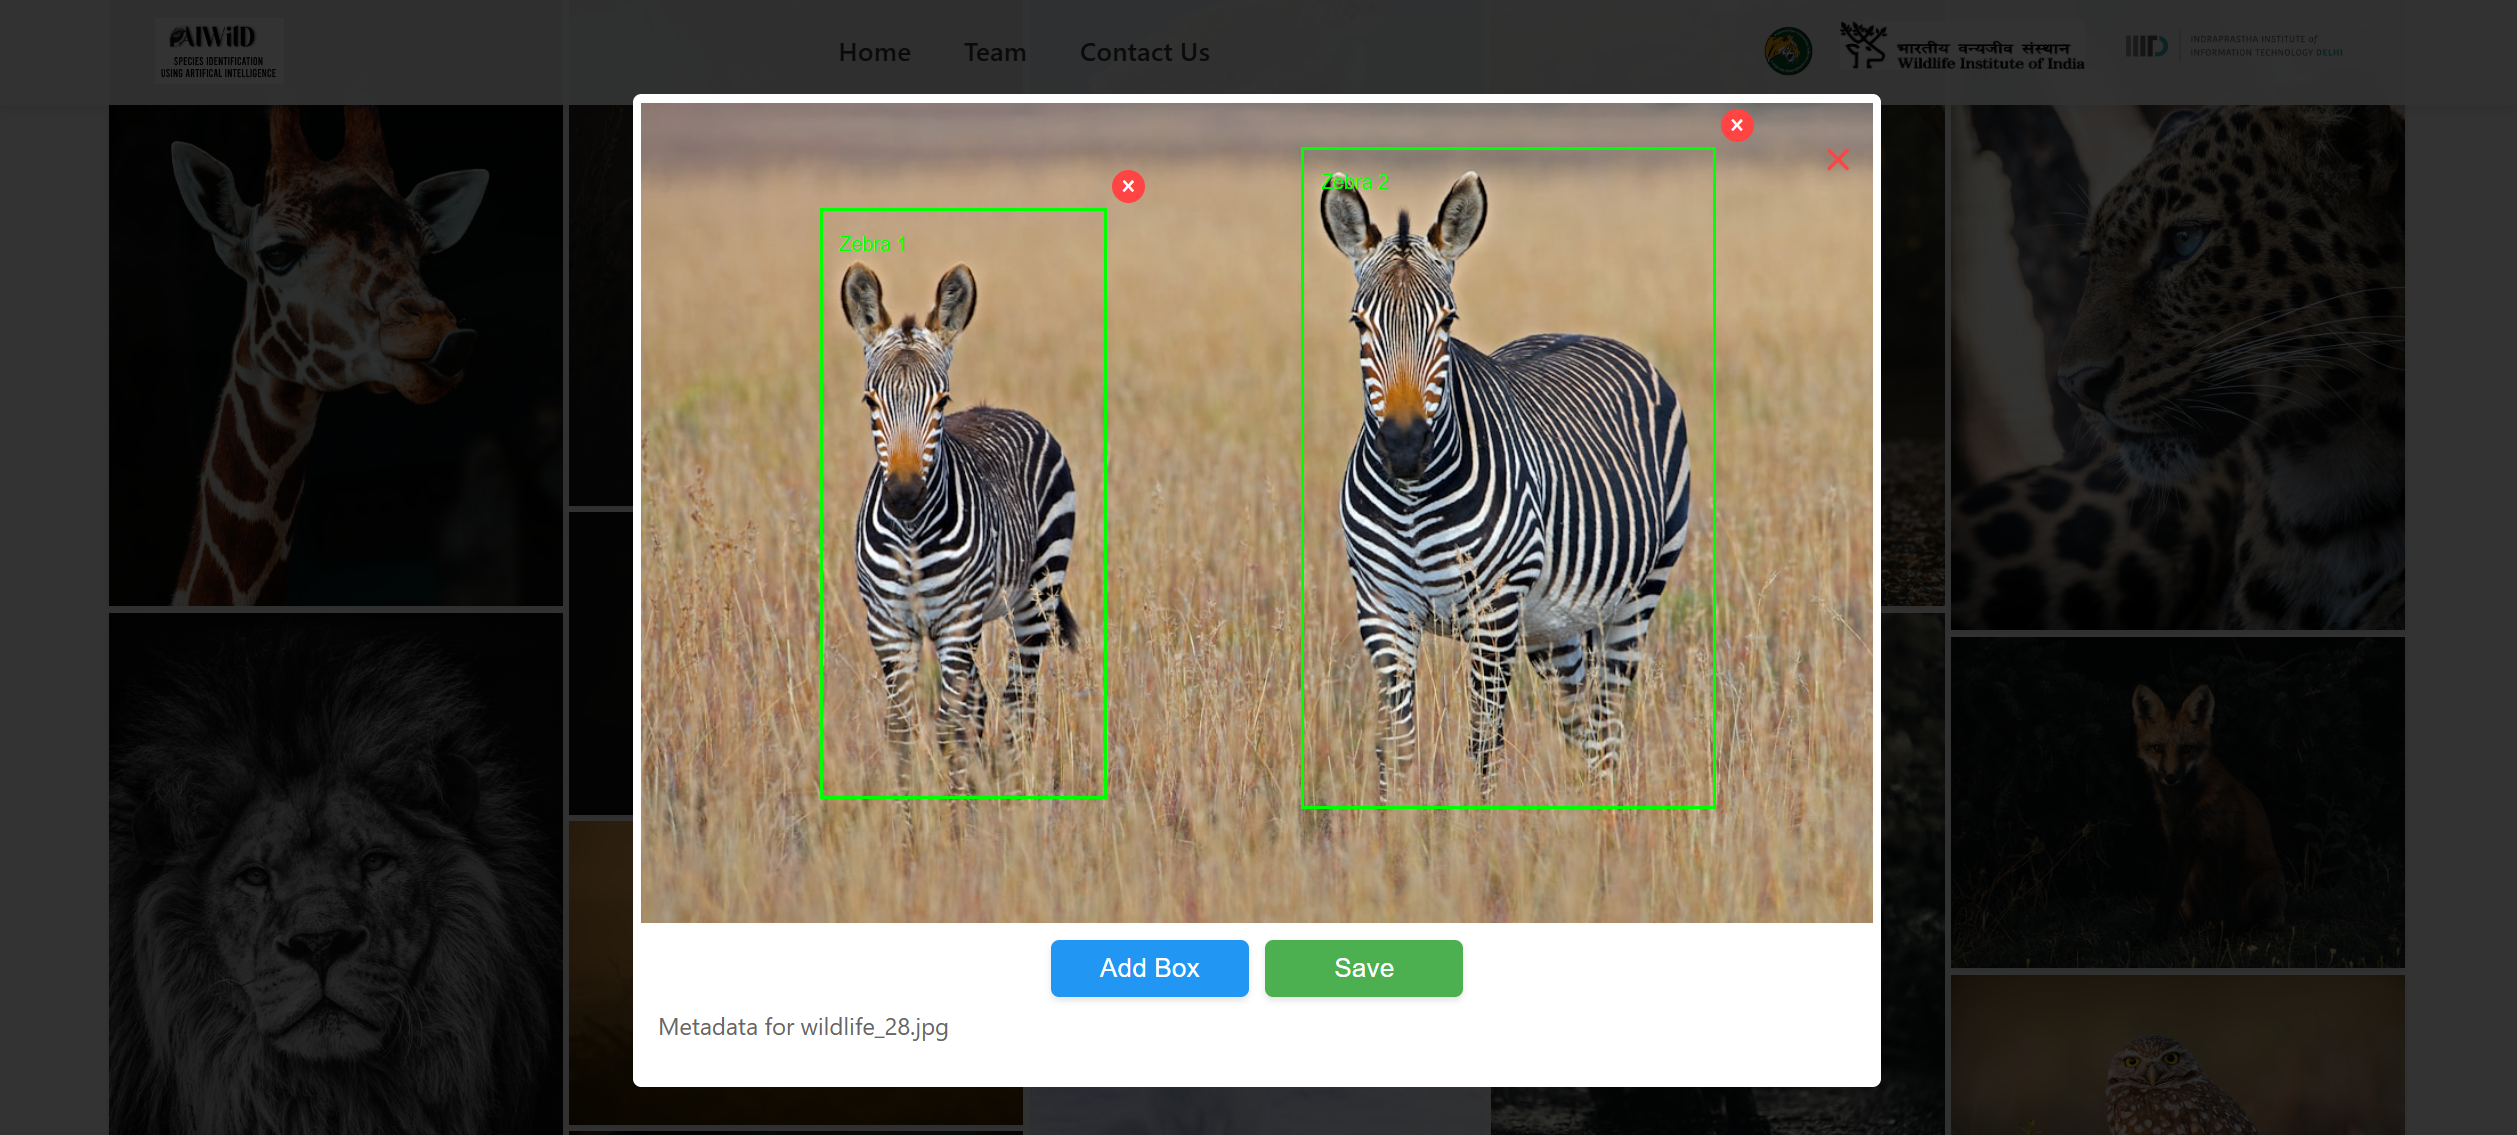 AIWilD
SPECIES IDENTIFICATION
USING ARTIFICAL INTELLIGENCE
Home
Team
Contact Us
भारतीय वन्यजीव संस्थान
Wildlife Institute of India
IIITD
INDRAPRASTHA INSTITUTE of
INFORMATION TECHNOLOGY DELHI
Zebra 1
Zebra 2
Add Box
Save
Metadata for wildlife_28.jpg